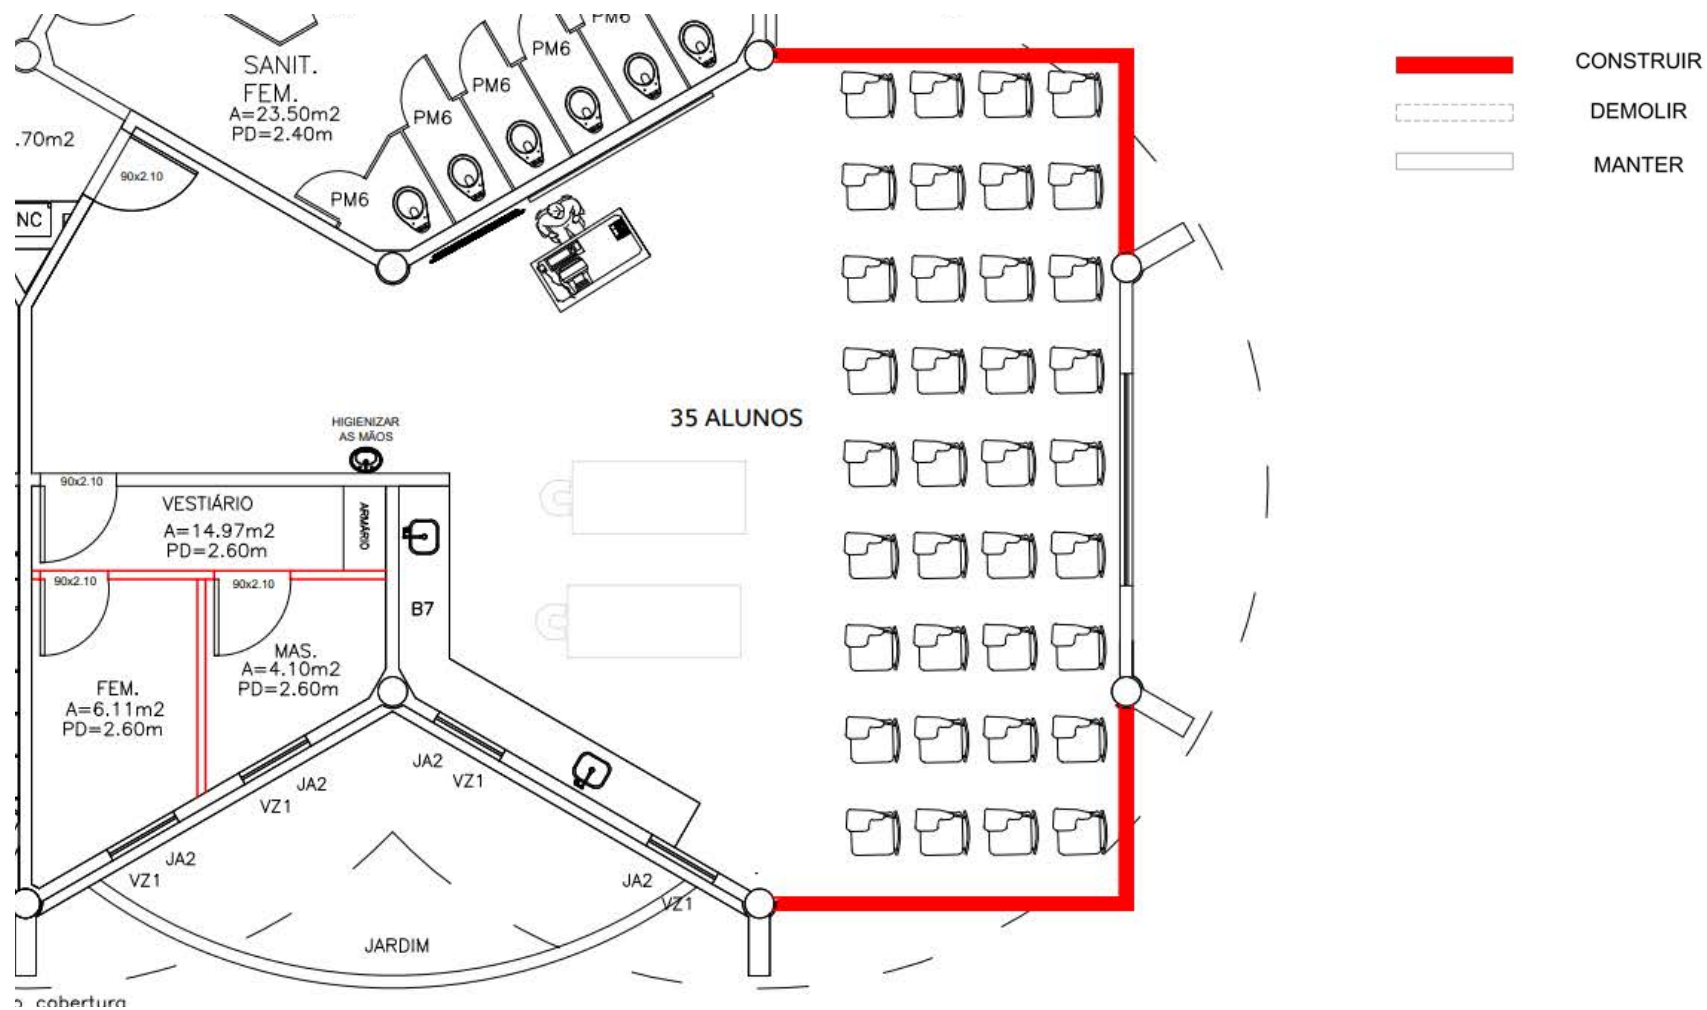 PM6
CONSTRUIR
SANIT.
FEM.
A=23.50m2
PD=2.40m
PM6
PM6
PM6
PM6
DEMOLIR
MANTER
.70m2
90x2.10
NC
35 ALUNOS
HIGIENIZAR
AS MÃOS
90x2.10
VESTIÁRIO
A=14.97m2
PD=2.60m
ARMÁRIO
90x2.10
90x2.10
B7
MAS.
A=4.10m2
PD=2.60m
FEM.
A=6.11m2
PD=2.60m
JA2
VZ1
JA2
VZ1
JA2
VZ1
JA2
VZ1
JARDIM
cobertura